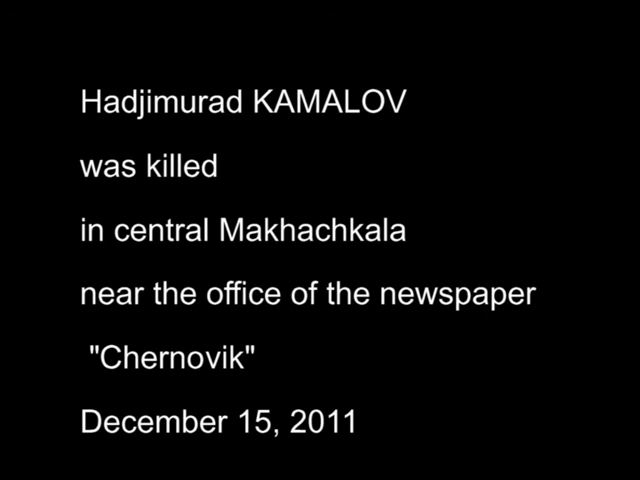 Hadjimurad KAMALOV
was killed
in central Makhachkala
near the office of the newspaper
"Chernovik"
December 15, 2011